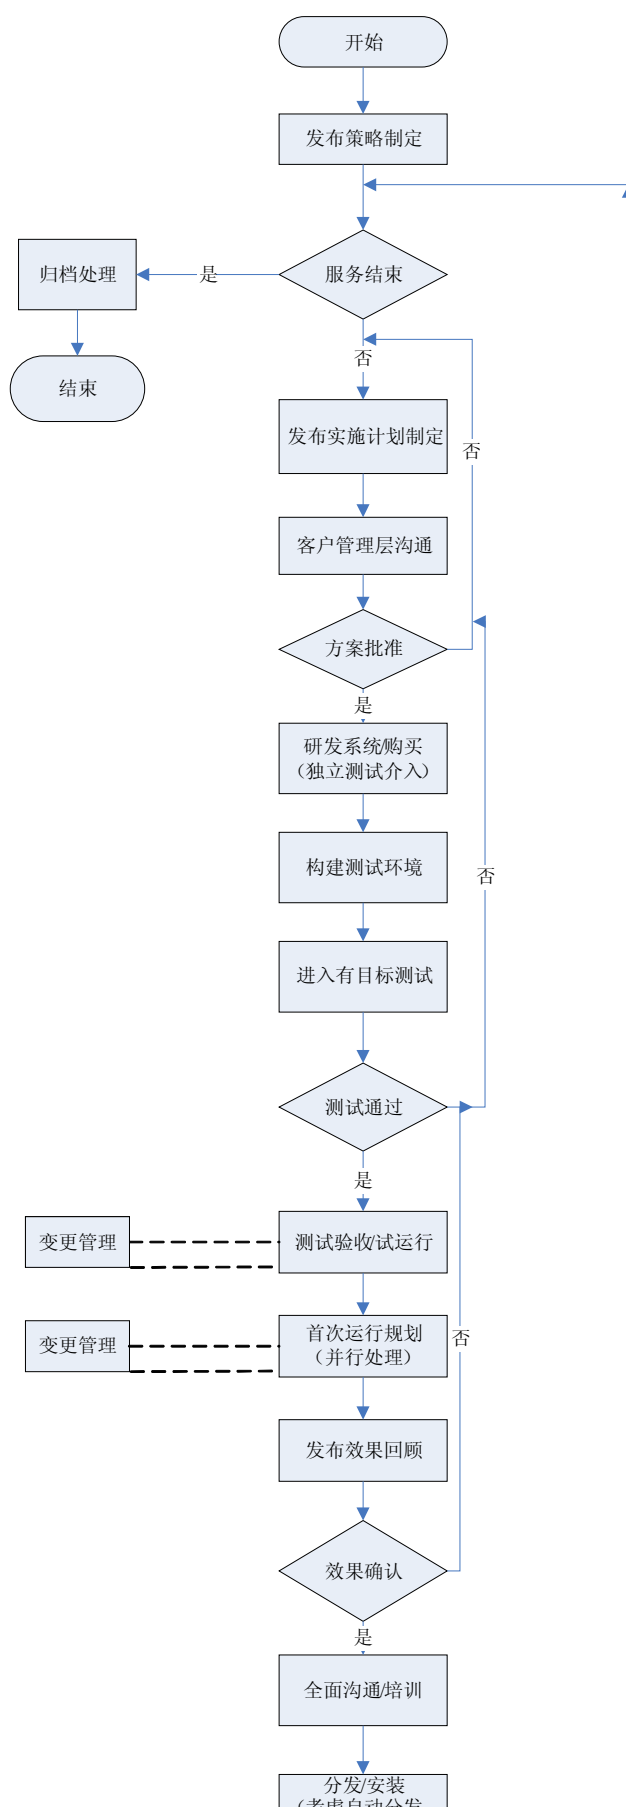 开始
发布策略制定
服务结束
是
归档处理
结束
否
发布实施计划制定
否
客户管理层沟通
方案批准
是
研发系统/购买
（独立测试介入）
构建测试环境
否
进入有目标测试
测试通过
是
变更管理
测试验收/试运行
变更管理
首次运行规划
（并行处理）
否
发布效果回顾
效果确认
是
全面沟通/培训
分发/安装
（考虑自动分发